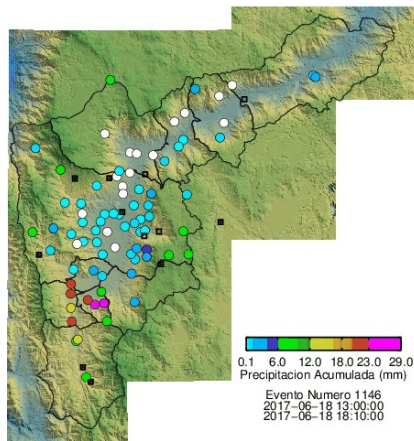 0.1 6.0 12.0 18.0 23.0 29.0
Precipitacion Acumulada (mm)
Evento Numero 1146
2017-06-18 13:00:00
2017-06-18 18:10:00